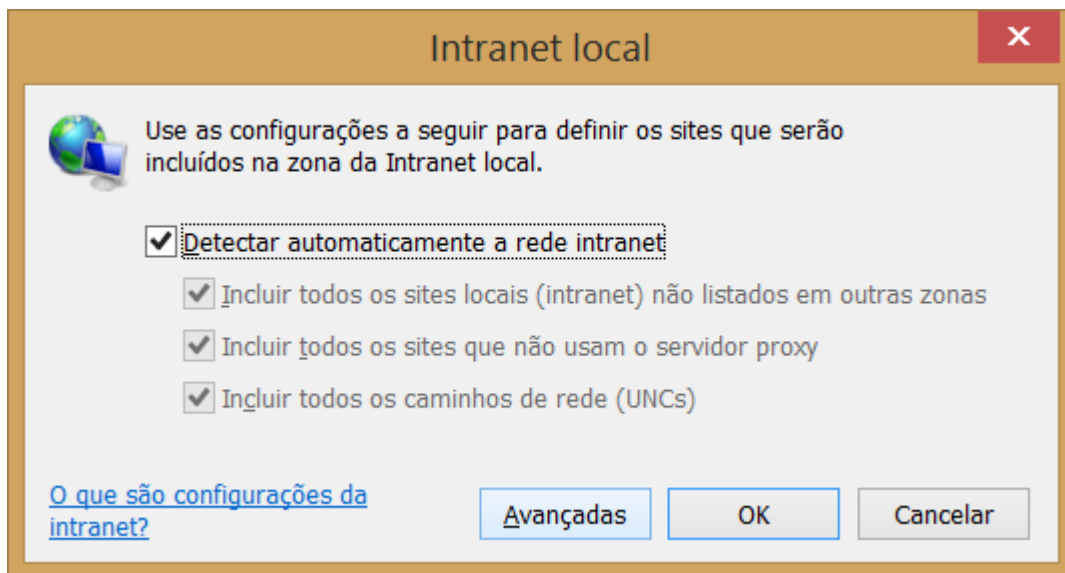 Intranet local
Use as configurações a seguir para definir os sites que serão
incluídos na zona da Intranet local.
Detectar automaticamente a rede intranet
Incluir todos os sites locais (intranet) não listados em outras zonas
Incluir todos os sites que não usam o servidor proxy
Incluir todos os caminhos de rede (UNCs)
O que são configurações da
intranet?
Avançadas
OK
Cancelar